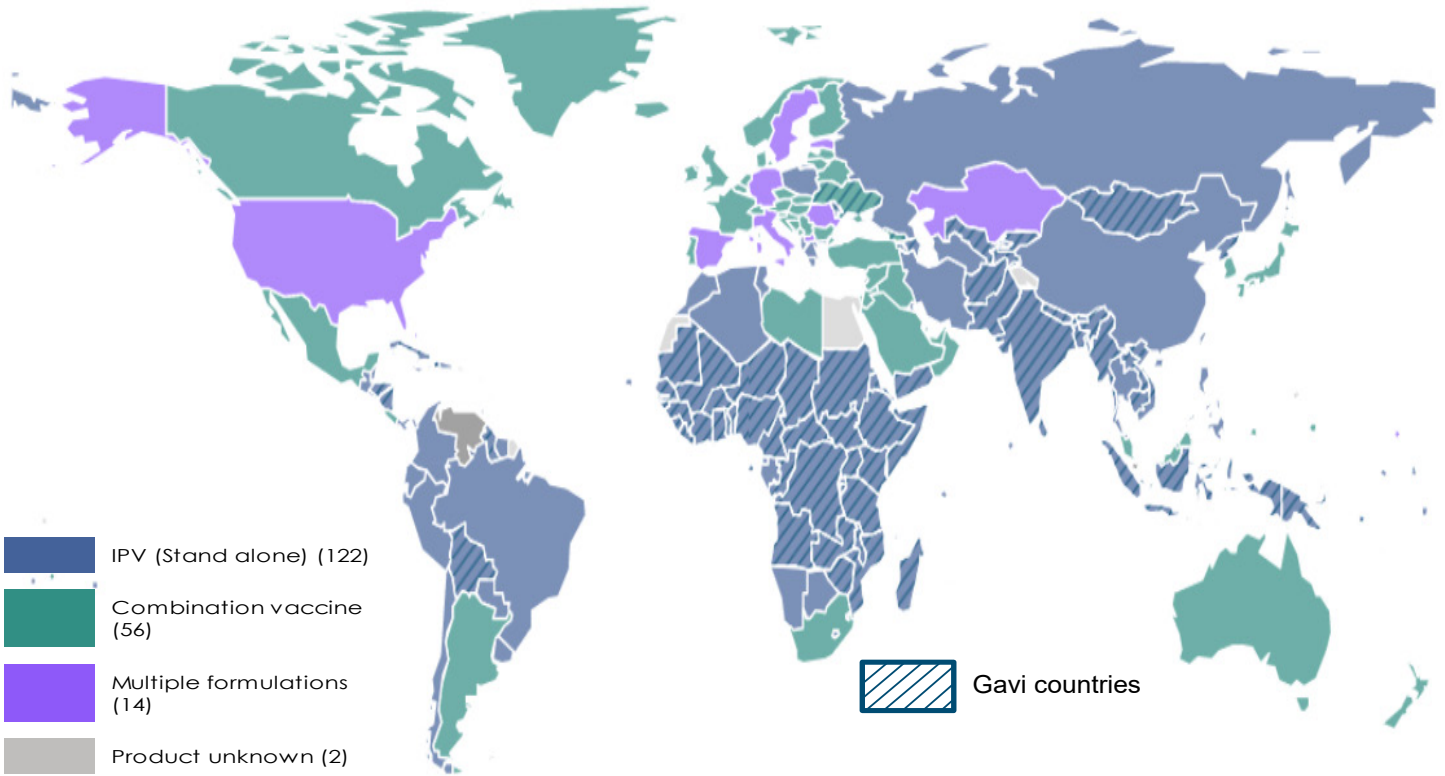 IPV (Stand alone) (122)
Combination vaccine
(56)
Multiple formulations
(14)
Product unknown (2)
Gavi countries